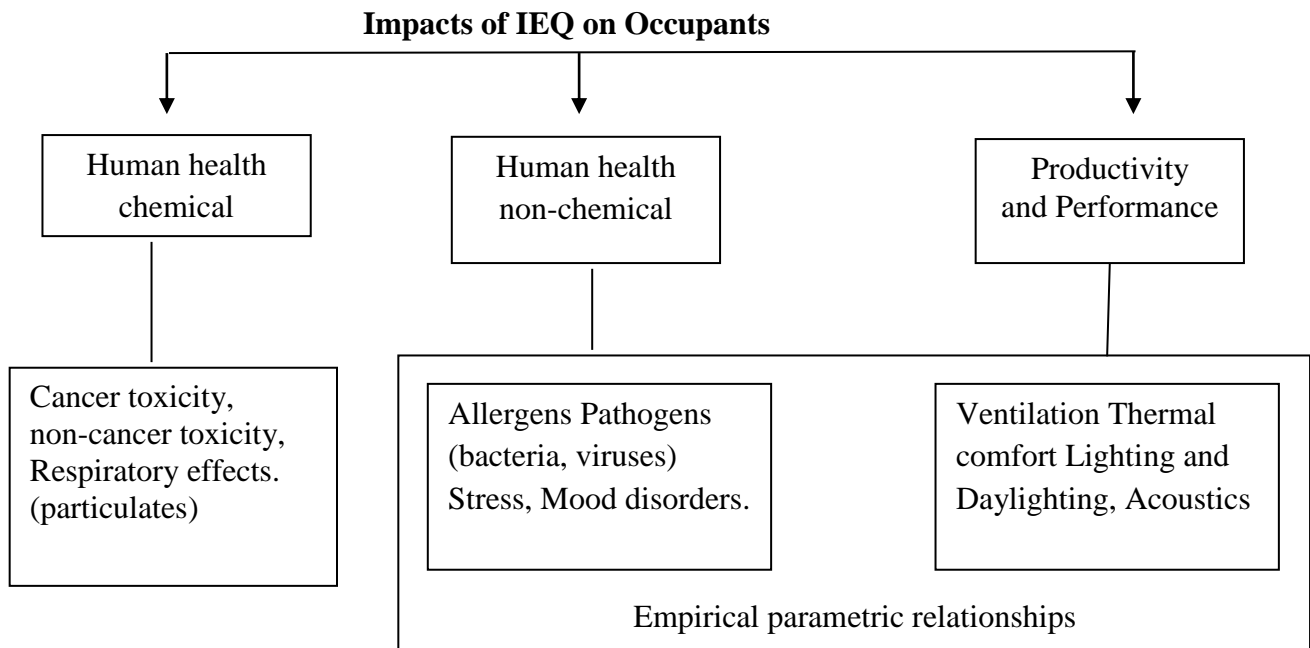 Impacts of IEQ on Occupants
Human health
chemical
Human health
non-chemical
Productivity
and Performance
Cancer toxicity,
non-cancer toxicity,
Respiratory effects.
(particulates)
Allergens Pathogens
(bacteria, viruses)
Stress, Mood disorders.
Ventilation Thermal
comfort Lighting and
Daylighting, Acoustics
Empirical parametric relationships